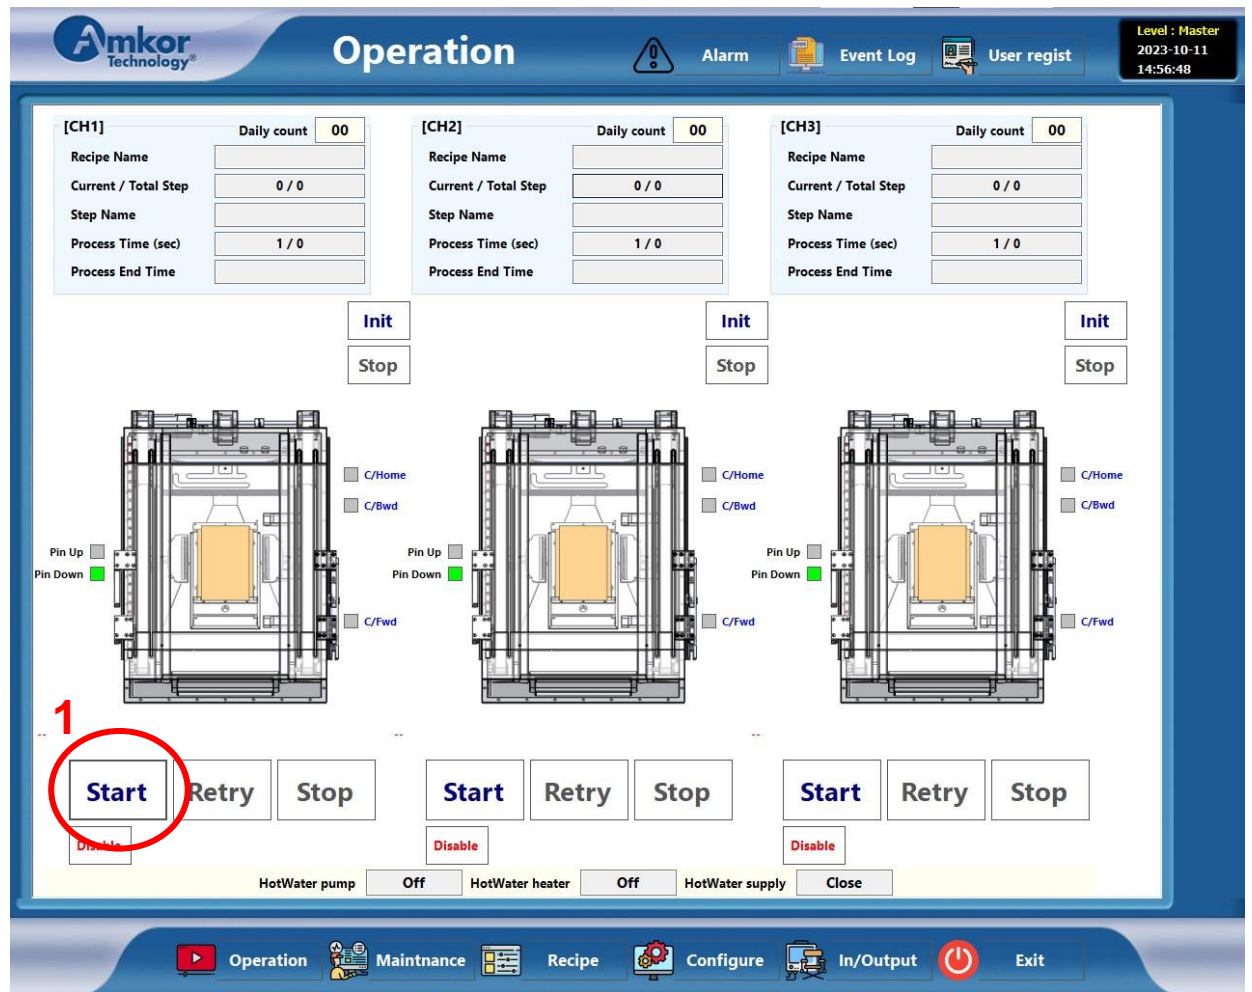 Amkor
Technology®
Operation
Alarm
Event Log
User regist
Level : Master
2023-10-11
14:56:48
[CH1]
Daily count 00
Recipe Name
Current / Total Step 0 / 0
Step Name
Process Time (sec) 1 / 0
Process End Time
[CH2]
Daily count 00
Recipe Name
Current / Total Step 0 / 0
Step Name
Process Time (sec) 1 / 0
Process End Time
[CH3]
Daily count 00
Recipe Name
Current / Total Step 0 / 0
Step Name
Process Time (sec) 1 / 0
Process End Time
Init
Stop
Init
Stop
Init
Stop
C/Home
C/Bwd
Pin Up
Pin Down
C/Fwd
C/Home
C/Bwd
Pin Up
Pin Down
C/Fwd
C/Home
C/Bwd
Pin Up
Pin Down
C/Fwd
1
--
--
--
Start Retry Stop
Disable
Start Retry Stop
Disable
Start Retry Stop
Disable
HotWater pump Off HotWater heater Off HotWater supply Close
Operation Maintnance Recipe Configure In/Output Exit